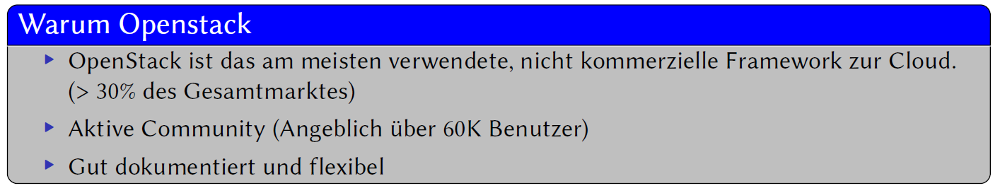 Warum Openstack
OpenStack ist das am meisten verwendete, nicht kommerzielle Framework zur Cloud.
(> 30% des Gesamtmarktes)
Aktive Community (Angeblich über 60K Benutzer)
Gut dokumentiert und flexibel